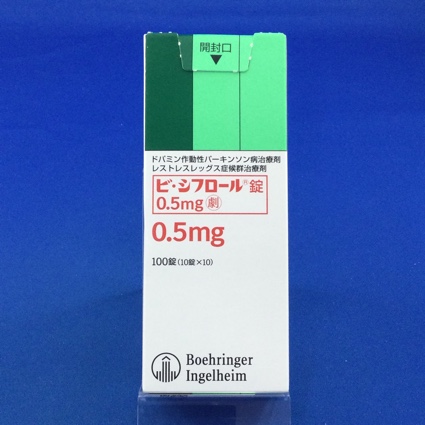 開封口
▼
ドパミン作動性パーキンソン病治療剤
レストレスレッグス症候群治療剤
ビ・シフロール®錠
0.5mg 劇
0.5mg
100錠(10錠×10)
Boehringer
Ingelheim